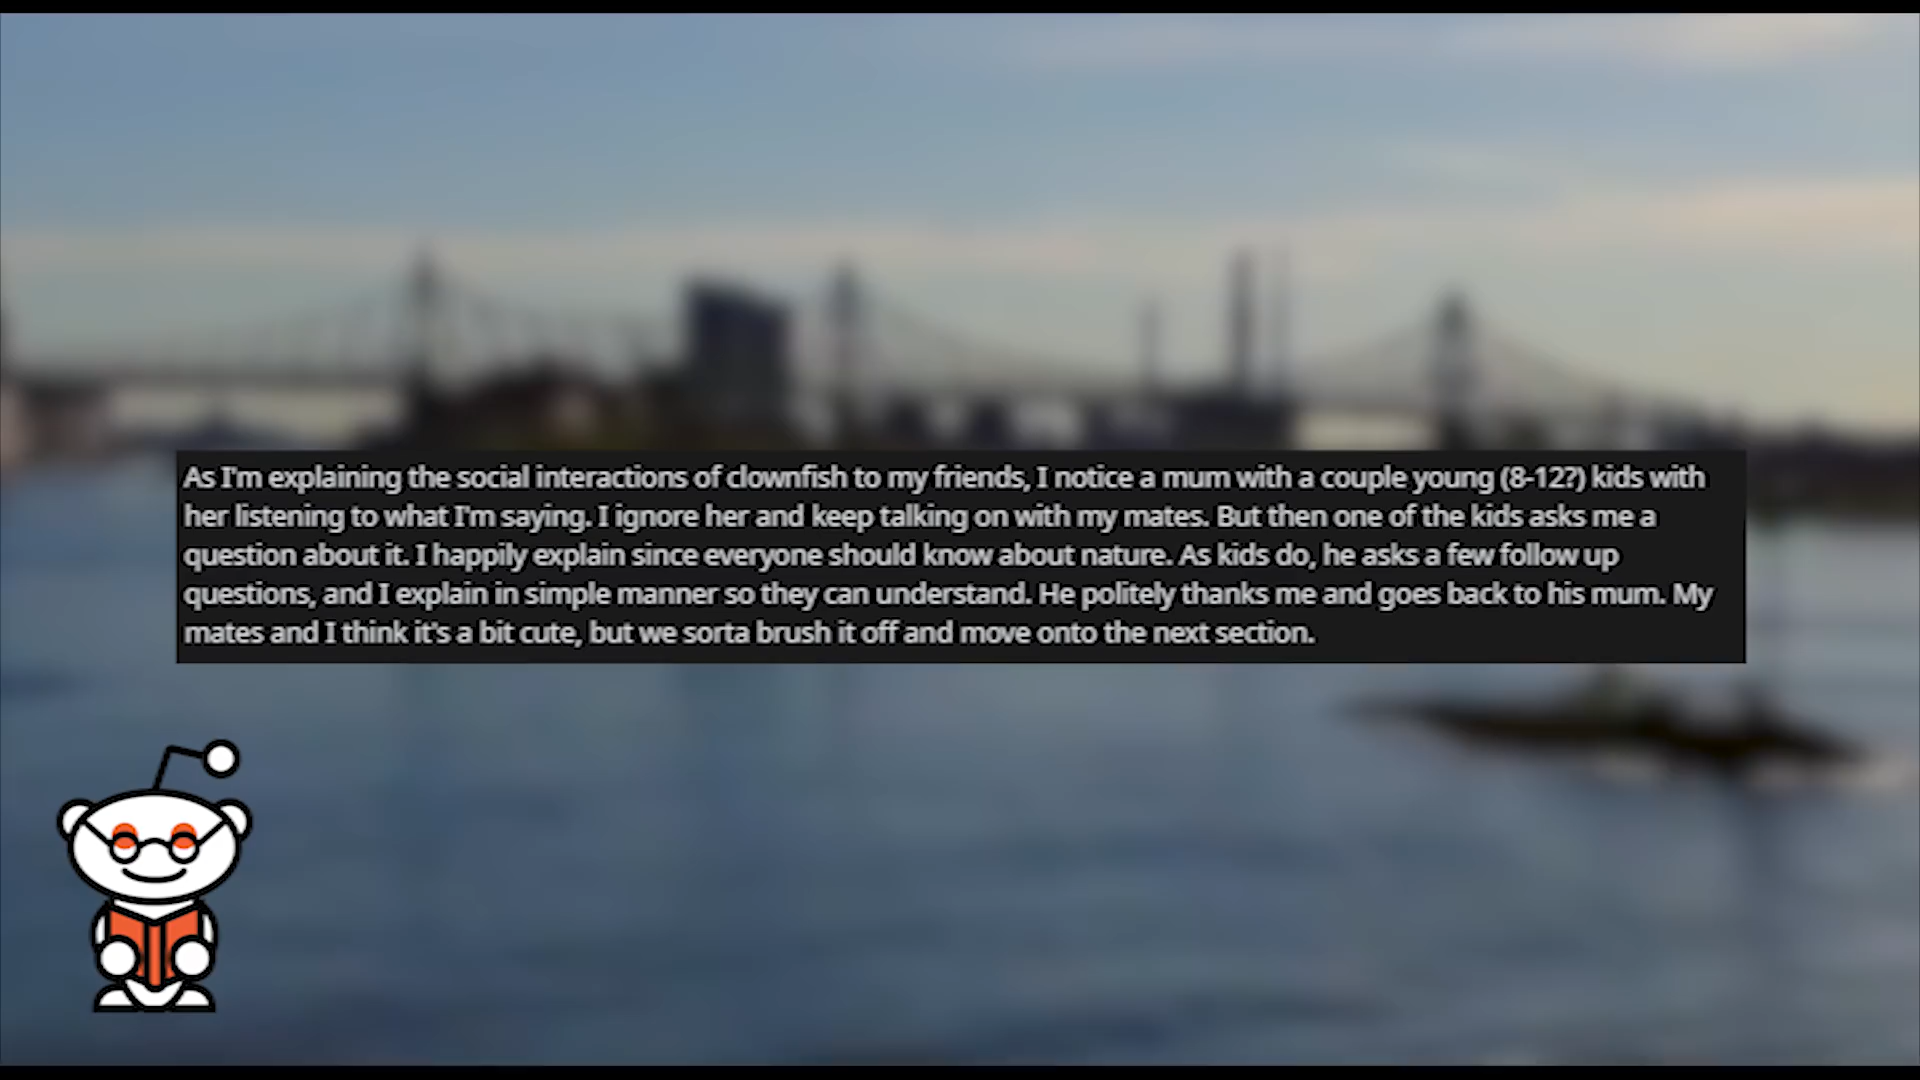 As I'm explaining the social interactions of clownfish to my friends, I notice a mum with a couple young (8-12?) kids with
her listening to what I'm saying. I ignore her and keep talking on with my mates. But then one of the kids asks me a
question about it. I happily explain since everyone should know about nature. As kids do, he asks a few follow up
questions, and I explain in simple manner so they can understand. He politely thanks me and goes back to his mum. My
mates and I think it's a bit cute, but we sorta brush it off and move onto the next section.